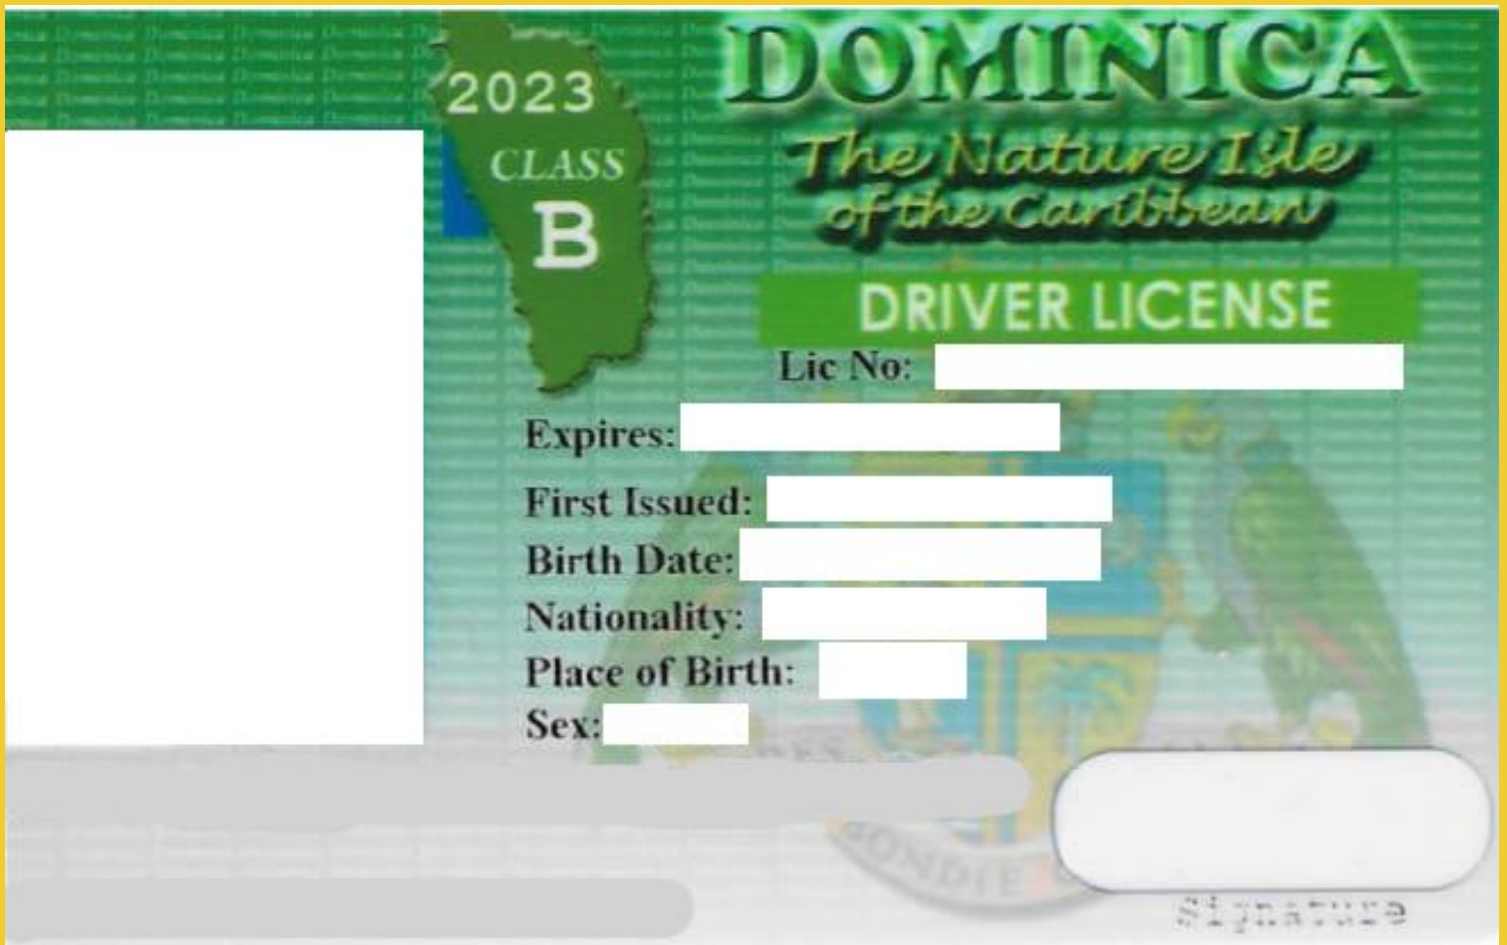 2023
CLASS
B
DOMINICA
The Nature Isle
of the Caribbean
DRIVER LICENSE
Lic No:
Expires:
First Issued:
Birth Date:
Nationality:
Place of Birth:
Sex:
BONDIE
Signature